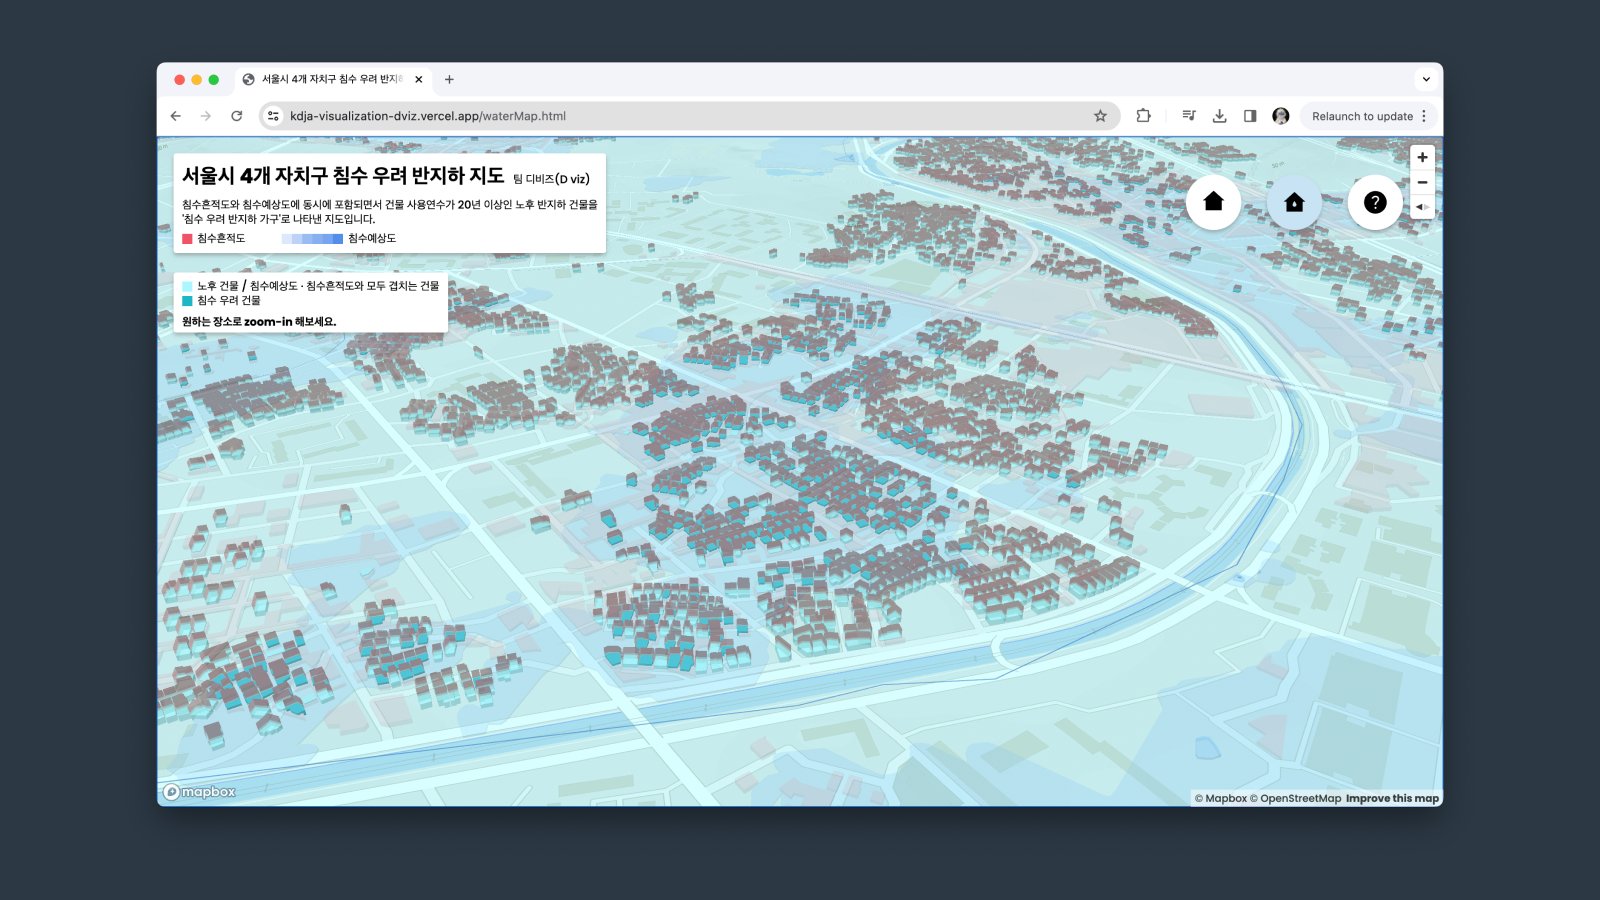 서울시 4개 자치구 침수 우려 반지하
kdja-visualization-dviz.vercel.app/waterMap.html
Relaunch to update
서울시 4개 자치구 침수 우려 반지하 지도 팀 디비즈(D viz)
침수흔적도와 침수예상도에 동시에 포함되면서 건물 사용연수가 20년 이상인 노후 반지하 건물을
'침수 우려 반지하 가구'로 나타낸 지도입니다.
침수흔적도 침수예상도
노후 건물 / 침수예상도 · 침수흔적도와 모두 겹치는 건물
침수 우려 건물
원하는 장소로 zoom-in 해보세요.
50 m
mapbox
© Mapbox © OpenStreetMap Improve this map